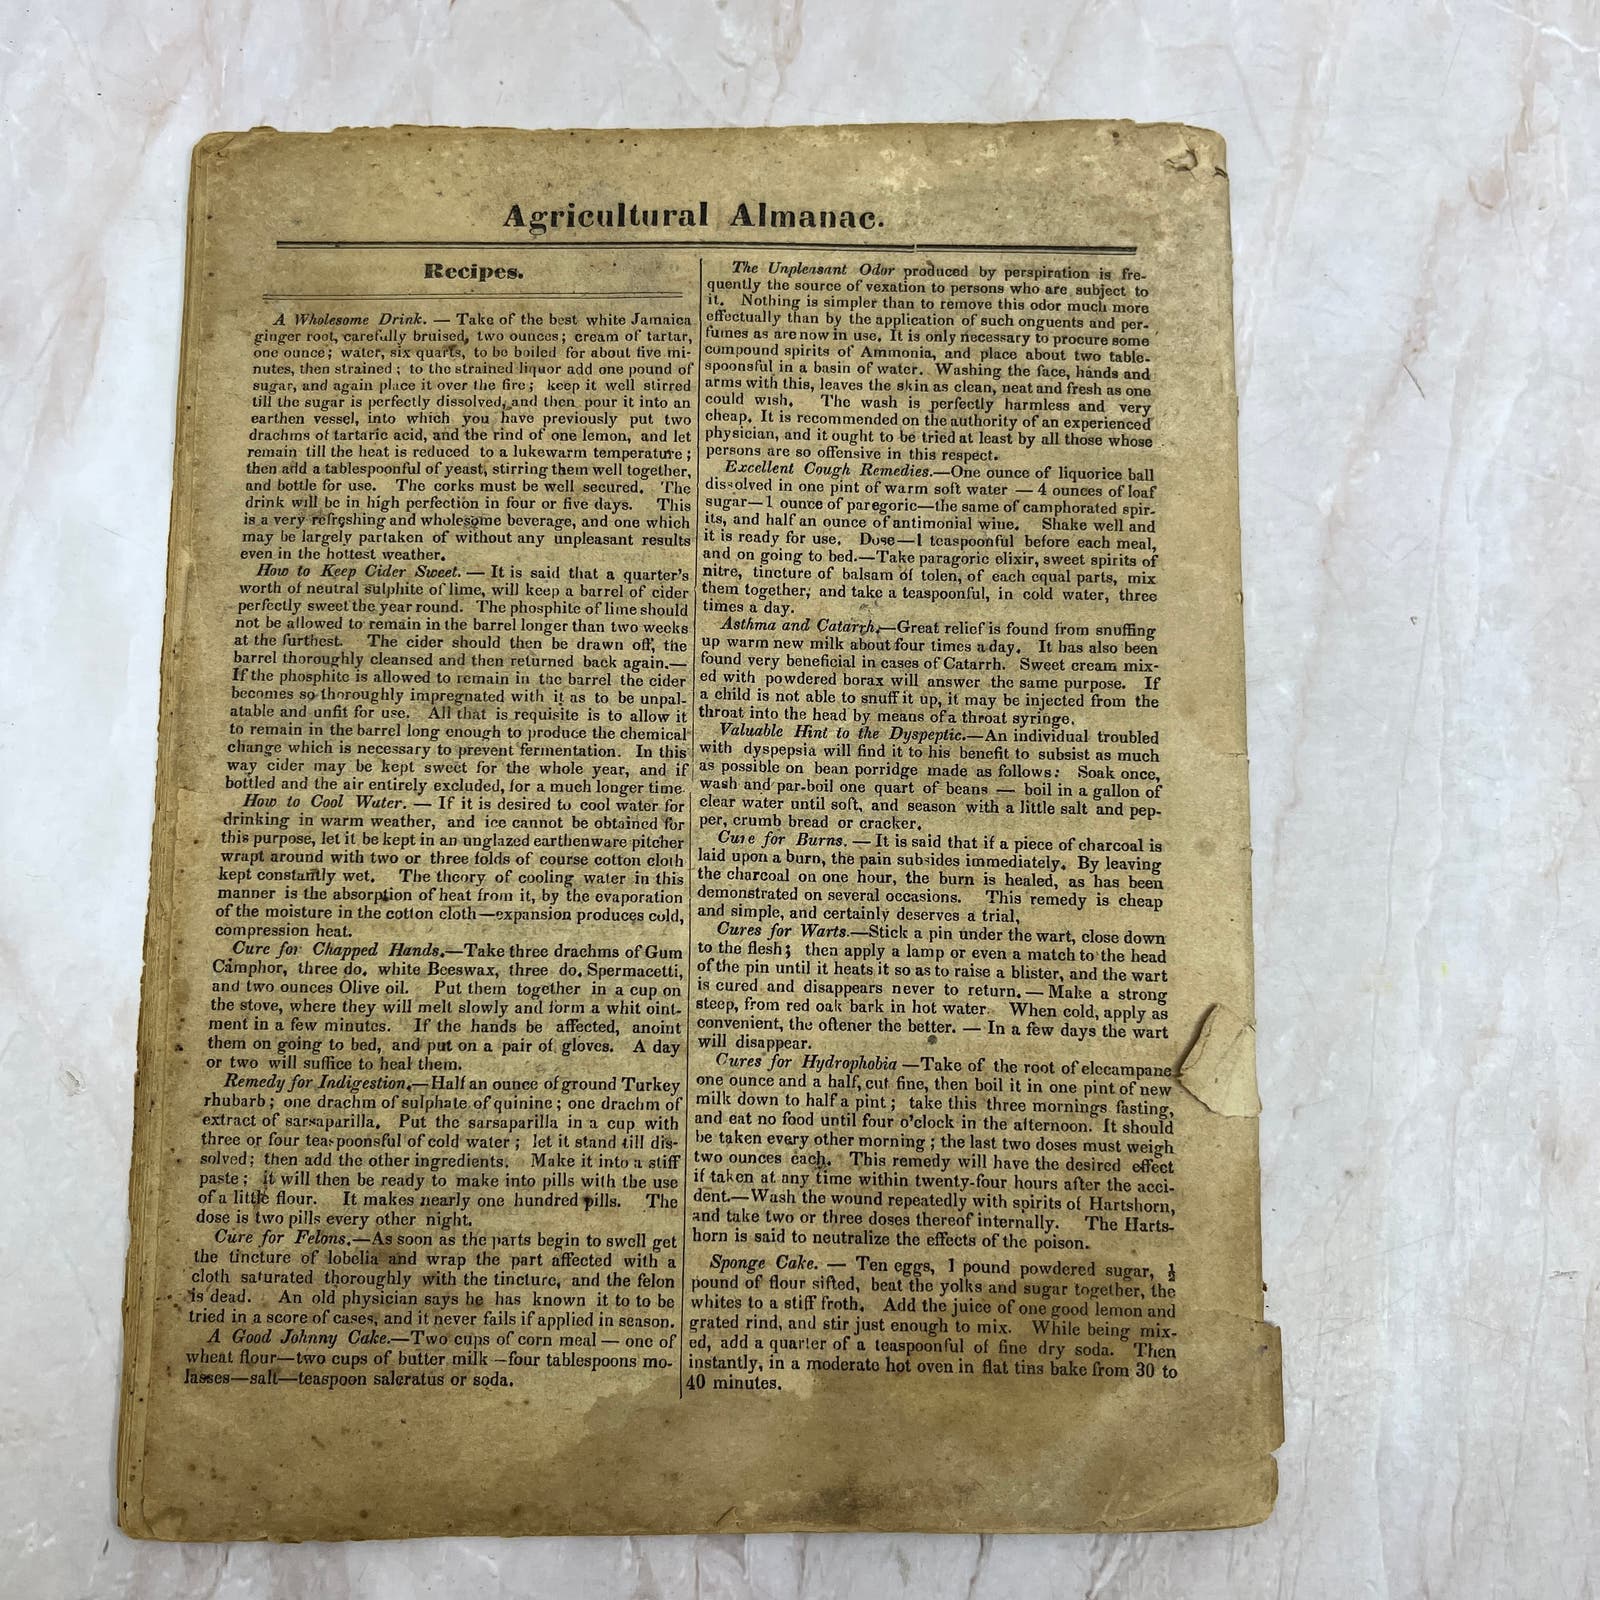 Agricultural Almanac.
Recipes.
A Wholesome Drink. — Take of the best white Jamaica
ginger root, carefully bruised, two ounces; cream of tartar,
one ounce; water, six quarts, to be boiled for about five mi-
nutes, then strained; to the strained liquor add one pound of
sugar, and again place it over the fire; keep it well stirred
till the sugar is perfectly dissolved, and then pour it into an
earthen vessel, into which you have previously put two
drachms of tartaric acid, and the rind of one lemon, and let
remain till the heat is reduced to a lukewarm temperature;
then add a tablespoonful of yeast, stirring them well together,
and bottle for use. The corks must be well secured. The
drink will be in high perfection in four or five days. This
is a very refreshing and wholesome beverage, and one which
may be largely partaken of without any unpleasant results
even in the hottest weather.
How to Keep Cider Sweet. — It is said that a quarter's
worth of neutral sulphite of lime, will keep a barrel of cider
perfectly sweet the year round. The phosphite of lime should
not be allowed to remain in the barrel longer than two weeks
at the furthest. The cider should then be drawn off, the
barrel thoroughly cleansed and then returned back again.—
If the phosphite is allowed to remain in the barrel the cider
becomes so thoroughly impregnated with it as to be unpal-
atable and unfit for use. All that is requisite is to allow it
to remain in the barrel long enough to produce the chemical
change which is necessary to prevent fermentation. In this
way cider may be kept sweet for the whole year, and if
bottled and the air entirely excluded, for a much longer time.
How to Cool Water. — If it is desired to cool water for
drinking in warm weather, and ice cannot be obtained for
this purpose, let it be kept in an unglazed earthenware pitcher
wrapt around with two or three folds of course cotton cloth
kept constantly wet. The theory of cooling water in this
manner is the absorption of heat from it, by the evaporation
of the moisture in the cotton cloth—expansion produces cold,
compression heat.
Cure for Chapped Hands.—Take three drachms of Gum
Camphor, three do. white Beeswax, three do. Spermacetti,
and two ounces Olive oil. Put them together in a cup on
the stove, where they will melt slowly and form a whit oint-
ment in a few minutes. If the hands be affected, anoint
them on going to bed, and put on a pair of gloves. A day
or two will suffice to heal them.
Remedy for Indigestion.—Half an ounce of ground Turkey
rhubarb; one drachm of sulphate of quinine; one drachm of
extract of sarsaparilla. Put the sarsaparilla in a cup with
three or four teaspoonsful of cold water; let it stand till dis-
solved; then add the other ingredients. Make it into a stiff
paste; it will then be ready to make into pills with the use
of a little flour. It makes nearly one hundred pills. The
dose is two pills every other night.
Cure for Felons.—As soon as the parts begin to swell get
the tincture of lobelia and wrap the part affected with a
cloth saturated thoroughly with the tincture, and the felon
is dead. An old physician says he has known it to to be
tried in a score of cases, and it never fails if applied in season.
A Good Johnny Cake.—Two cups of corn meal — one of
wheat flour—two cups of butter milk—four tablespoons mo-
lasses—salt—teaspoon saleratus or soda.
The Unpleasant Odor produced by perspiration is fre-
quently the source of vexation to persons who are subject to
it. Nothing is simpler than to remove this odor much more
effectually than by the application of such onguents and per-
fumes as are now in use. It is only necessary to procure some
compound spirits of Ammonia, and place about two table-
spoonsful in a basin of water. Washing the face, hands and
arms with this, leaves the skin as clean, neat and fresh as one
could wish. The wash is perfectly harmless and very
cheap. It is recommended on the authority of an experienced
physician, and it ought to be tried at least by all those whose
persons are so offensive in this respect.
Excellent Cough Remedies.—One ounce of liquorice ball
dissolved in one pint of warm soft water — 4 ounces of loaf
sugar—1 ounce of paregoric—the same of camphorated spir-
its, and half an ounce of antimonial wine. Shake well and
it is ready for use. Dose—1 teaspoonful before each meal,
and on going to bed.—Take paragoric elixir, sweet spirits of
nitre, tincture of balsam of tolen, of each equal parts, mix
them together, and take a teaspoonful, in cold water, three
times a day.
Asthma and Catarrh.—Great relief is found from snuffing
up warm new milk about four times a day. It has also been
found very beneficial in cases of Catarrh. Sweet cream mix-
ed with powdered borax will answer the same purpose. If
a child is not able to snuff it up, it may be injected from the
throat into the head by means of a throat syringe.
Valuable Hint to the Dyspeptic.—An individual troubled
with dyspepsia will find it to his benefit to subsist as much
as possible on bean porridge made as follows: Soak once,
wash and par-boil one quart of beans — boil in a gallon of
clear water until soft, and season with a little salt and pep-
per, crumb bread or cracker.
Cure for Burns. — It is said that if a piece of charcoal is
laid upon a burn, the pain subsides immediately. By leaving
the charcoal on one hour, the burn is healed, as has been
demonstrated on several occasions. This remedy is cheap
and simple, and certainly deserves a trial,
Cures for Warts.—Stick a pin under the wart, close down
to the flesh; then apply a lamp or even a match to the head
of the pin until it heats it so as to raise a blister, and the wart
is cured and disappears never to return.—Make a strong
steep, from red oak bark in hot water. When cold, apply as
convenient, the oftener the better. — In a few days the wart
will disappear.
Cures for Hydrophobia—Take of the root of elecampane
one ounce and a half, cut fine, then boil it in one pint of new
milk down to half a pint; take this three mornings fasting,
and eat no food until four o'clock in the afternoon. It should
be taken every other morning; the last two doses must weigh
two ounces each. This remedy will have the desired effect
if taken at any time within twenty-four hours after the acci-
dent.—Wash the wound repeatedly with spirits of Hartshorn,
and take two or three doses thereof internally. The Harts-
horn is said to neutralize the effects of the poison.
Sponge Cake. — Ten eggs, 1 pound powdered sugar, ½
pound of flour sifted, beat the yolks and sugar together, the
whites to a stiff froth. Add the juice of one good lemon and
grated rind, and stir just enough to mix. While being mix-
ed, add a quarter of a teaspoonful of fine dry soda. Then
instantly, in a moderate hot oven in flat tins bake from 30 to
40 minutes.